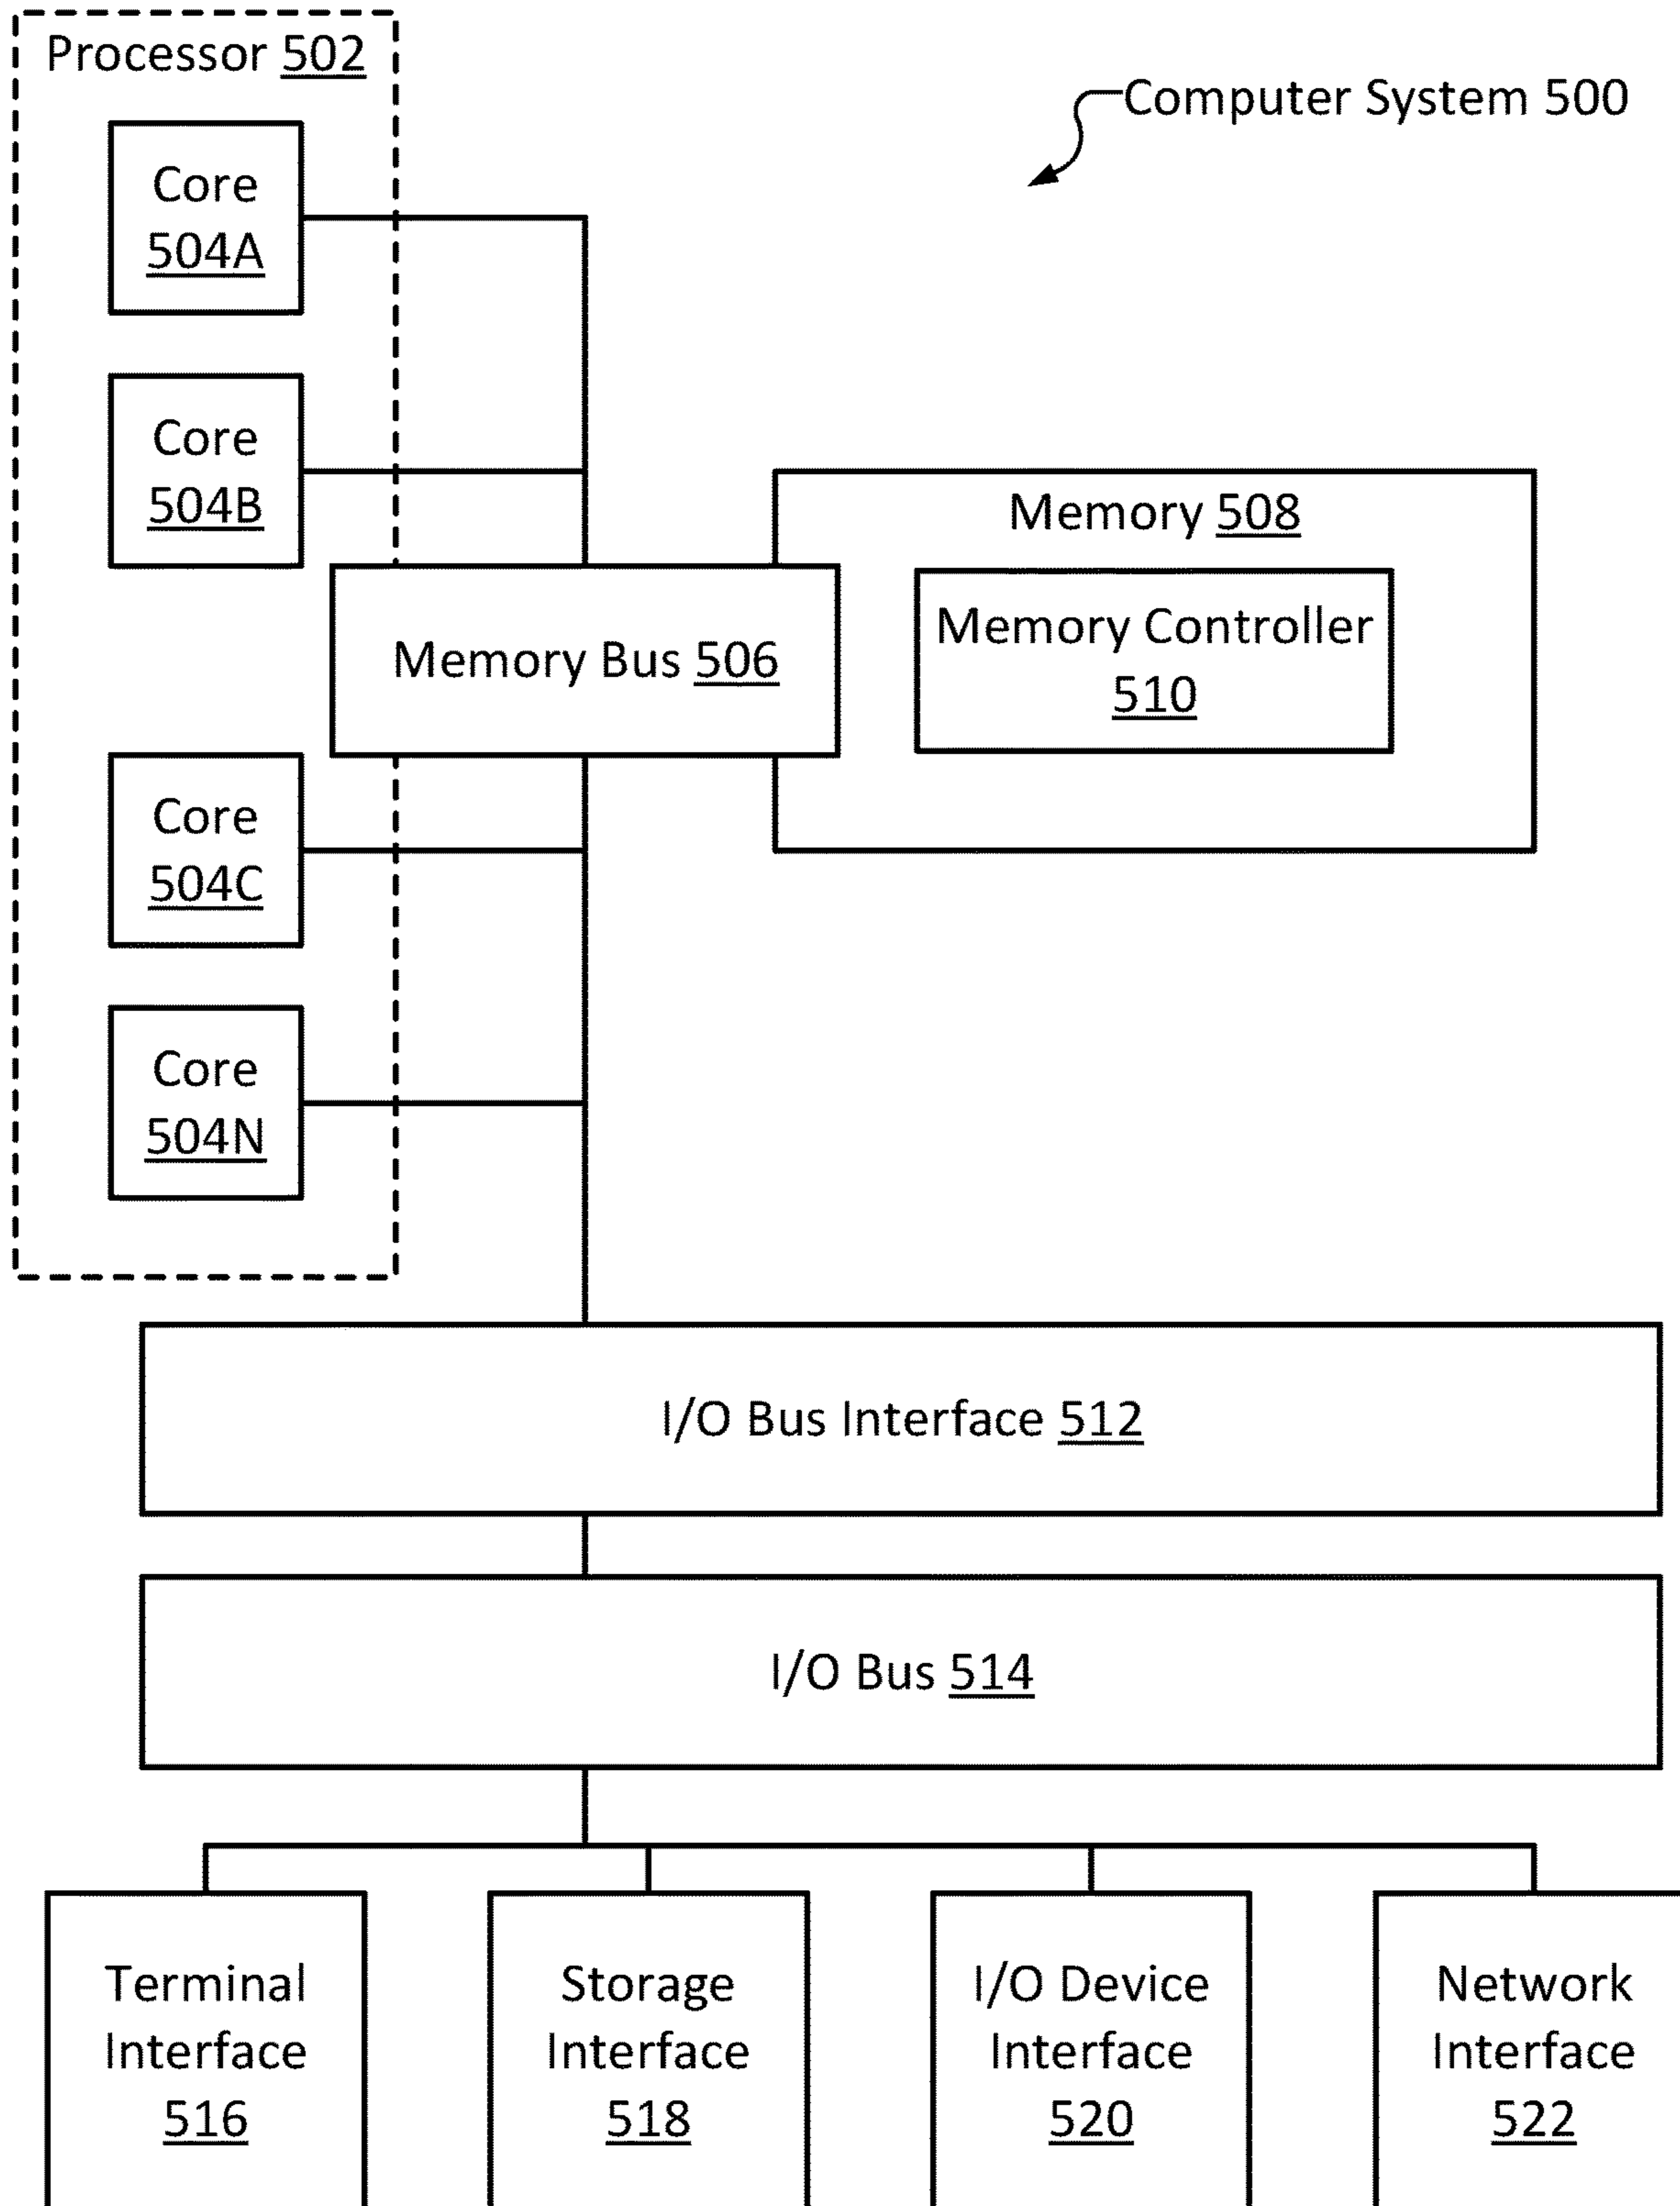 Processor 502
Computer System 500
Core
504A
Core
504B
Memory 508
Memory Controller
510
Memory Bus 506
Core
504C
Core
504N
I/O Bus Interface 512
I/O Bus 514
Terminal
Interface
516
Storage
Interface
518
I/O Device
Interface
520
Network
Interface
522